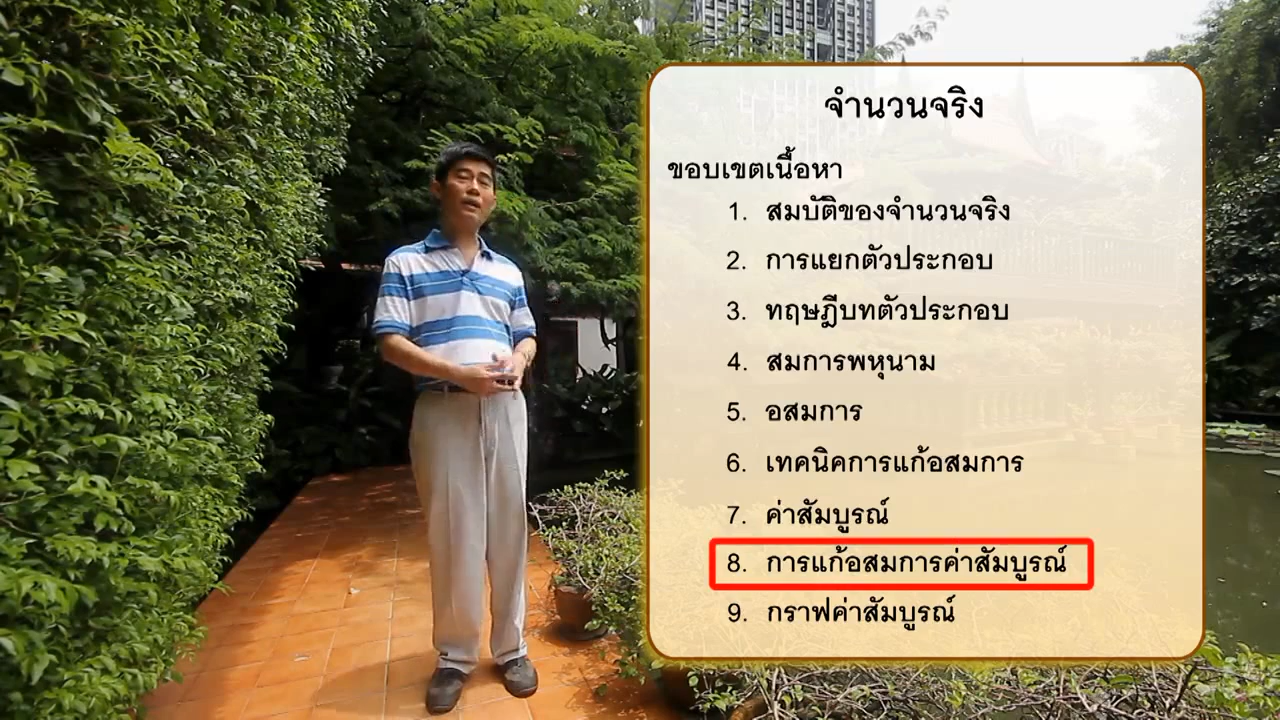 จำนวนจริง
ขอบเขตเนื้อหา
1. สมบัติของจำนวนจริง
2. การแยกตัวประกอบ
3. ทฤษฎีบทตัวประกอบ
4. สมการพหุนาม
5. อสมการ
6. เทคนิคการแก้อสมการ
7. ค่าสัมบูรณ์
8. การแก้อสมการค่าสัมบูรณ์
9. กราฟค่าสัมบูรณ์